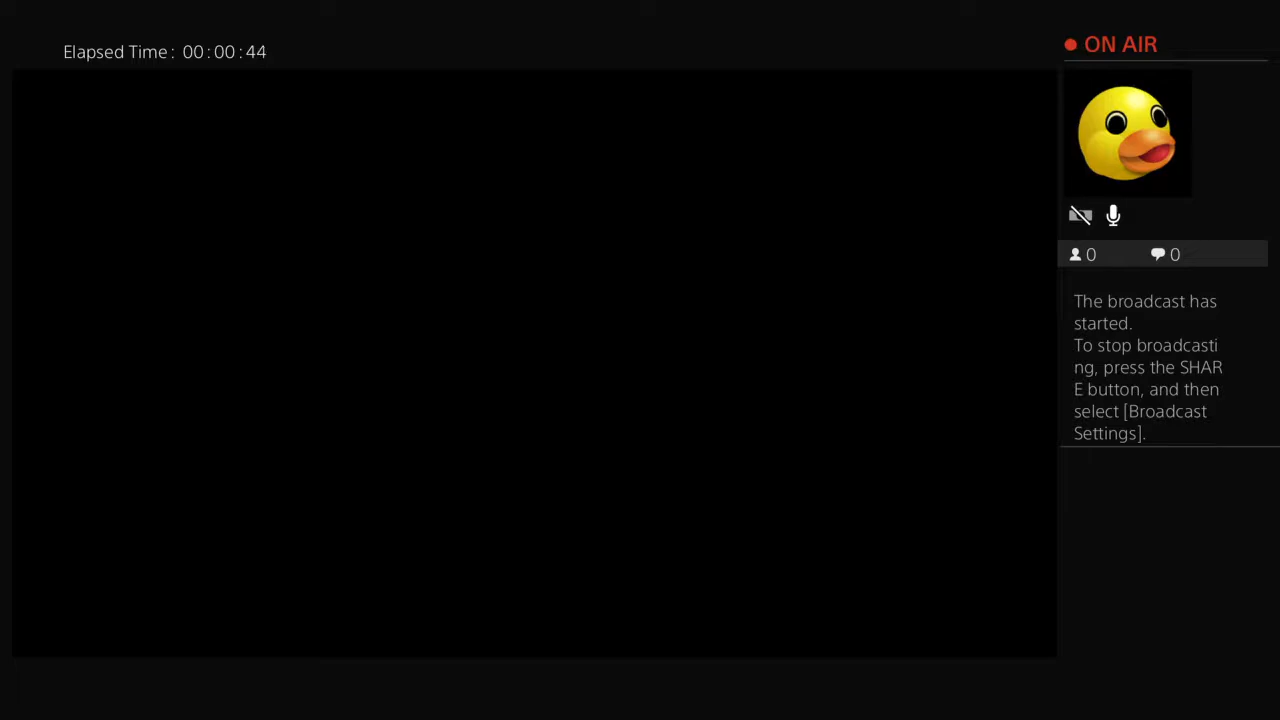 Elapsed Time: 00:00:44
ON AIR
0 0
The broadcast has
started.
To stop broadcasti
ng, press the SHAR
E button, and then
select [Broadcast
Settings].